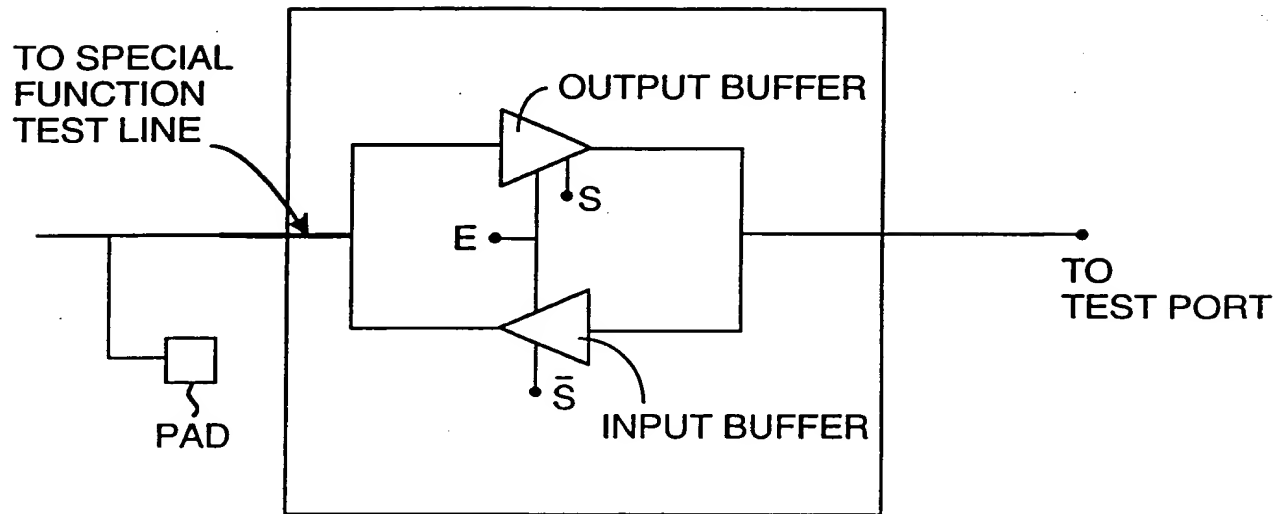 TO SPECIAL
FUNCTION
TEST LINE
OUTPUT BUFFER
S
E
TO
TEST PORT
S̄
INPUT BUFFER
PAD